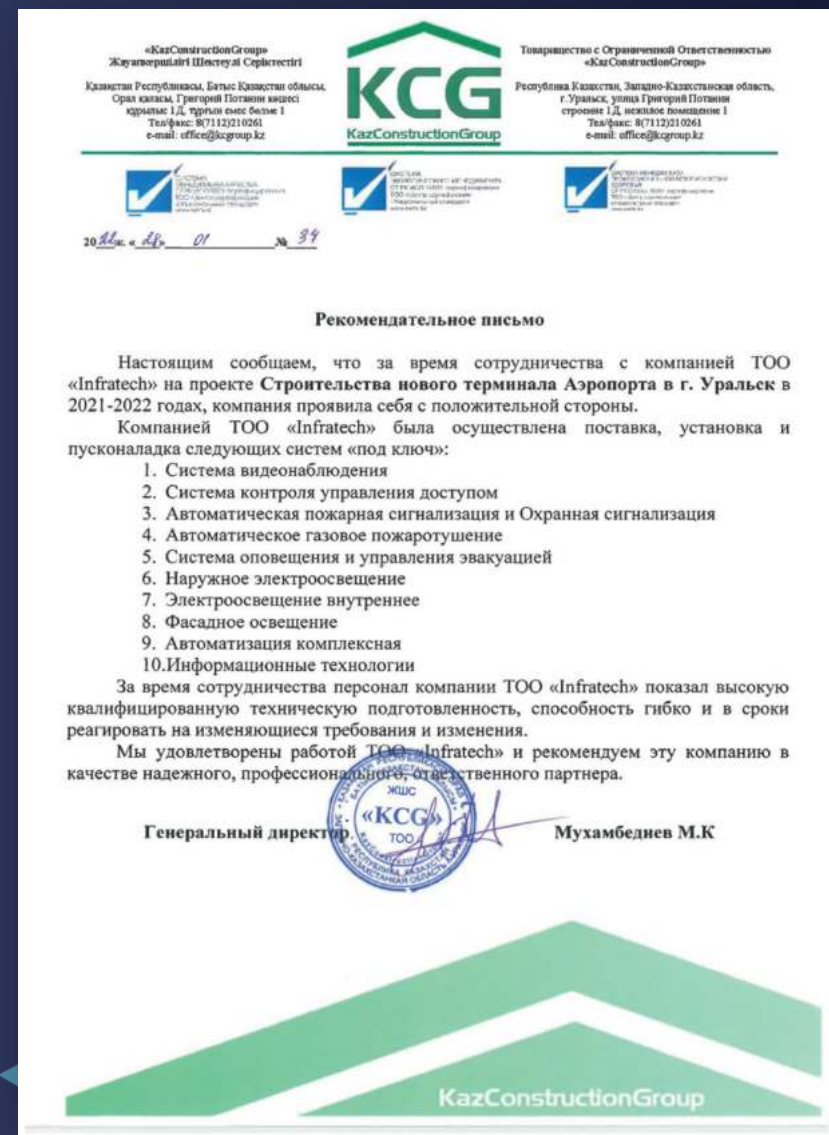 «KazConstructionGroup»
Жауапкершілігі Шектеулі Серіктестігі
Қазақстан Республикасы, Батыс Қазақстан облысы,
Орал қаласы, Григорий Потанин көшесі
құрылыс 1Д, тұрғын емес бөлме 1
Тел/факс: 8(7112)210261
e-mail: office@kcgroup.kz
KCG
KazConstructionGroup
Товарищество с Ограниченной Ответственностью
«KazConstructionGroup»
Республика Казахстан, Западно-Казахстанская область,
г.Уральск, улица Григорий Потанин
строение 1Д, нежилое помещение 1
Тел/факс: 8(7112)210261
e-mail: office@kcgroup.kz
2022ж. «28» 01 № 34
Рекомендательное письмо
Настоящим сообщаем, что за время сотрудничества с компанией ТОО
«Infratech» на проекте Строительства нового терминала Аэропорта в г. Уральск в
2021-2022 годах, компания проявила себя с положительной стороны.
Компанией ТОО «Infratech» была осуществлена поставка, установка и
пусконаладка следующих систем «под ключ»:
1. Система видеонаблюдения
2. Система контроля управления доступом
3. Автоматическая пожарная сигнализация и Охранная сигнализация
4. Автоматическое газовое пожаротушение
5. Система оповещения и управления эвакуацией
6. Наружное электроосвещение
7. Электроосвещение внутреннее
8. Фасадное освещение
9. Автоматизация комплексная
10.Информационные технологии
За время сотрудничества персонал компании ТОО «Infratech» показал высокую
квалифицированную техническую подготовленность, способность гибко и в сроки
реагировать на изменяющиеся требования и изменения.
Мы удовлетворены работой ТОО «Infratech» и рекомендуем эту компанию в
качестве надежного, профессионального, ответственного партнера.
Генеральный директор Мухамбедиев М.К
ЖШС
«KCG»
ТОО
KazConstructionGroup